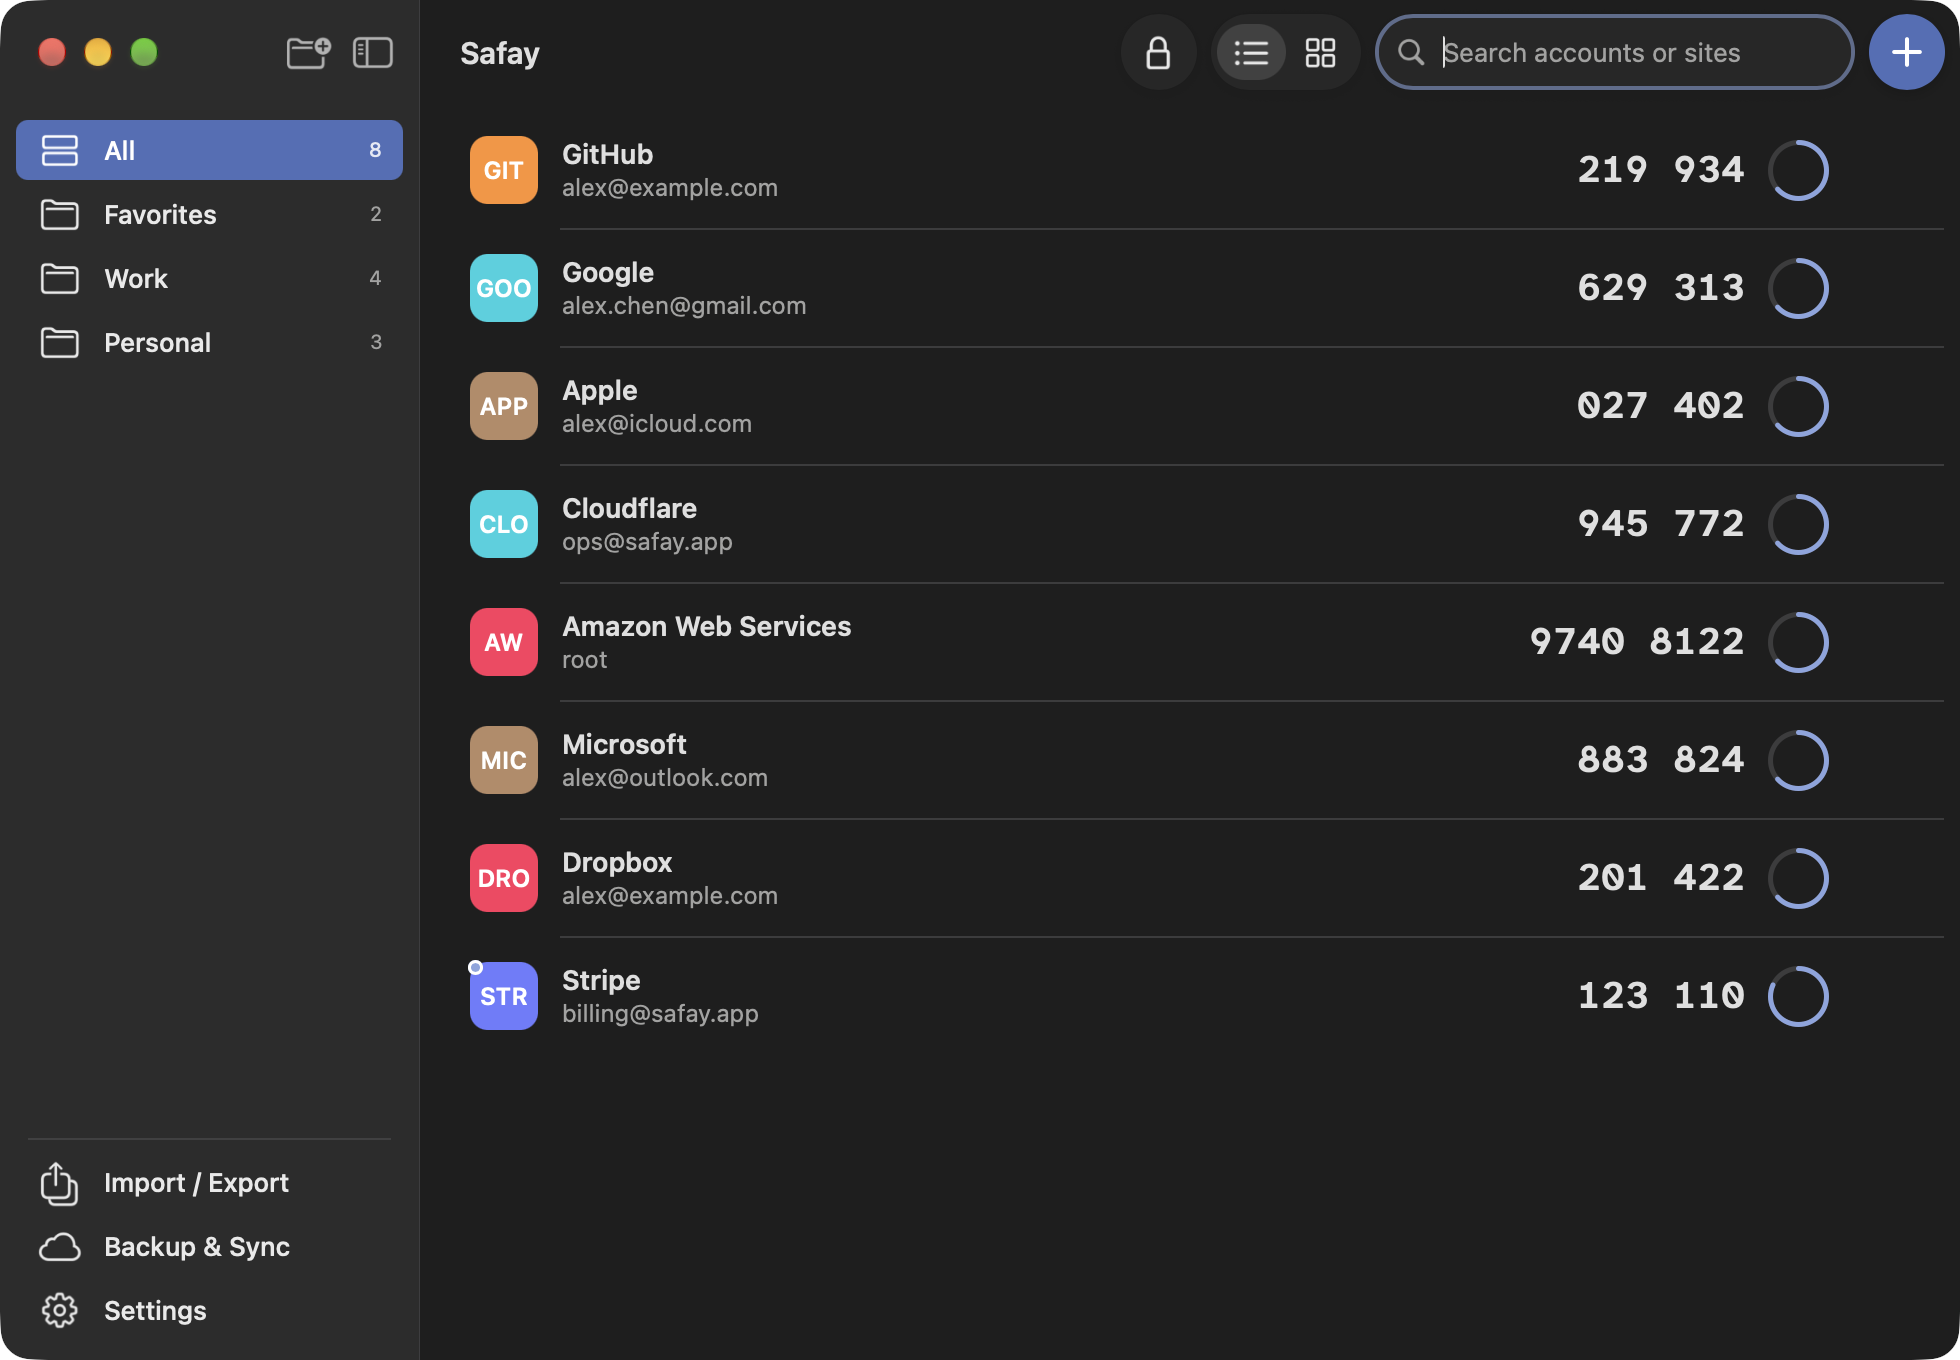 Safay
Search accounts or sites
All 8
Favorites 2
Work 4
Personal 3
GIT GitHub 219 934
alex@example.com
GOO Google 629 313
alex.chen@gmail.com
APP Apple 027 402
alex@icloud.com
CLO Cloudflare 945 772
ops@safay.app
AW Amazon Web Services 9740 8122
root
MIC Microsoft 883 824
alex@outlook.com
DRO Dropbox 201 422
alex@example.com
STR Stripe 123 110
billing@safay.app
Import / Export
Backup & Sync
Settings